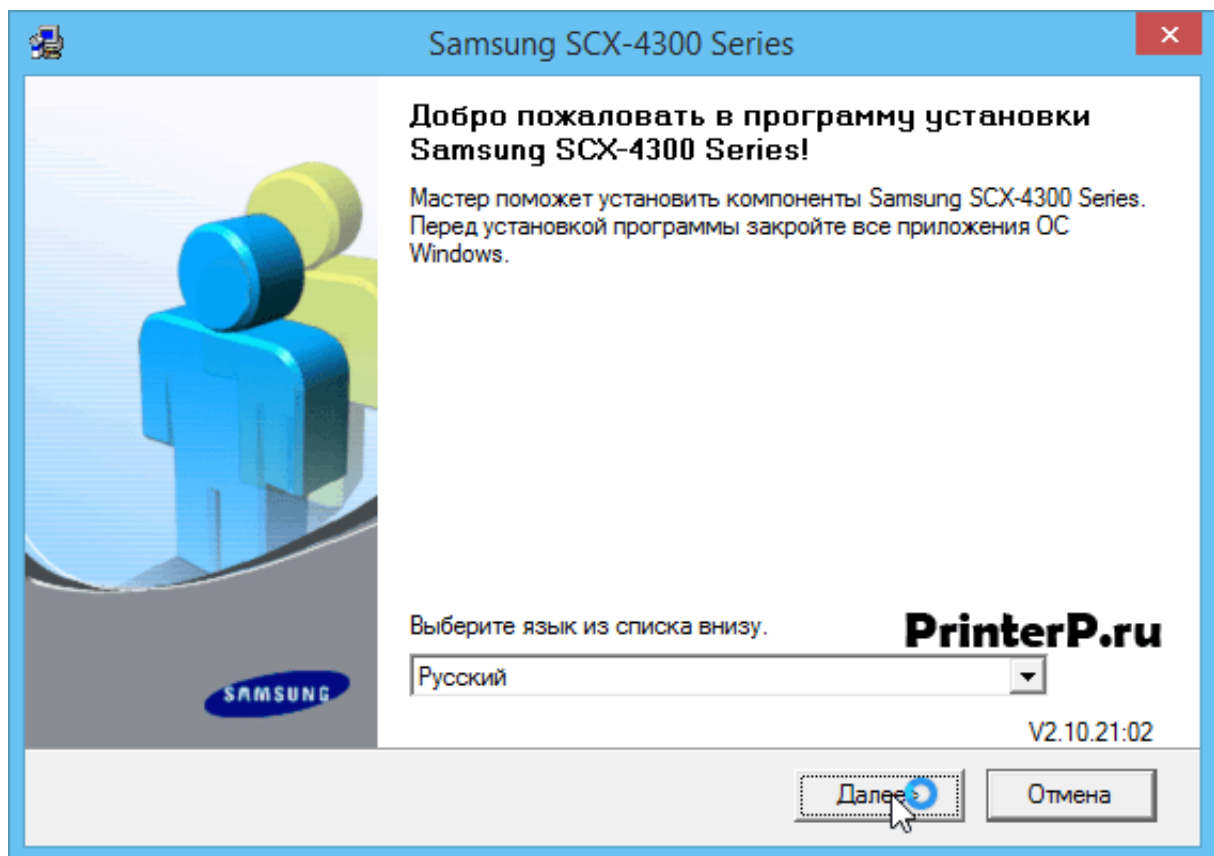 Samsung SCX-4300 Series
Добро пожаловать в программу установки
Samsung SCX-4300 Series!
Мастер поможет установить компоненты Samsung SCX-4300 Series.
Перед установкой программы закройте все приложения ОС
Windows.
Выберите язык из списка внизу.
PrinterP.ru
Русский
SAMSUNG
V2.10.21:02
Далее>
Отмена